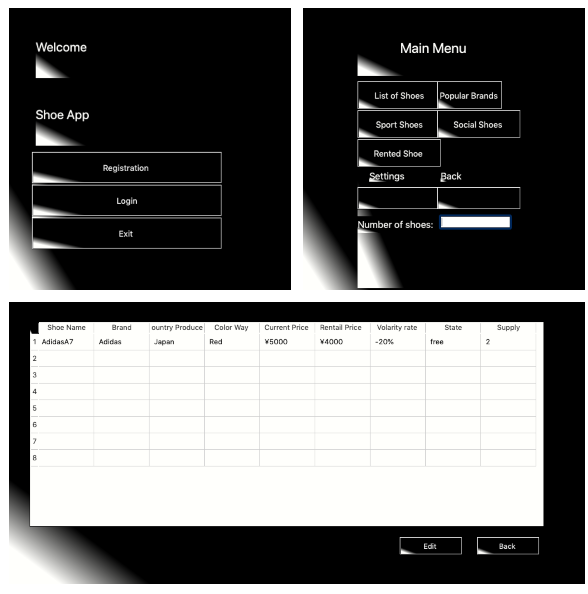 Welcome
Shoe App
Registration
Login
Exit
Main Menu
List of Shoes Popular Brands
Sport Shoes Social Shoes
Rented Shoe
Settings Back
Number of shoes:
Shoe Name Brand ountry Produce Color Way Current Price Rentail Price Volarity rate State Supply
1 AdidasA7 Adidas Japan Red ¥5000 ¥4000 -20% free 2
2
3
4
5
6
7
8
Edit Back